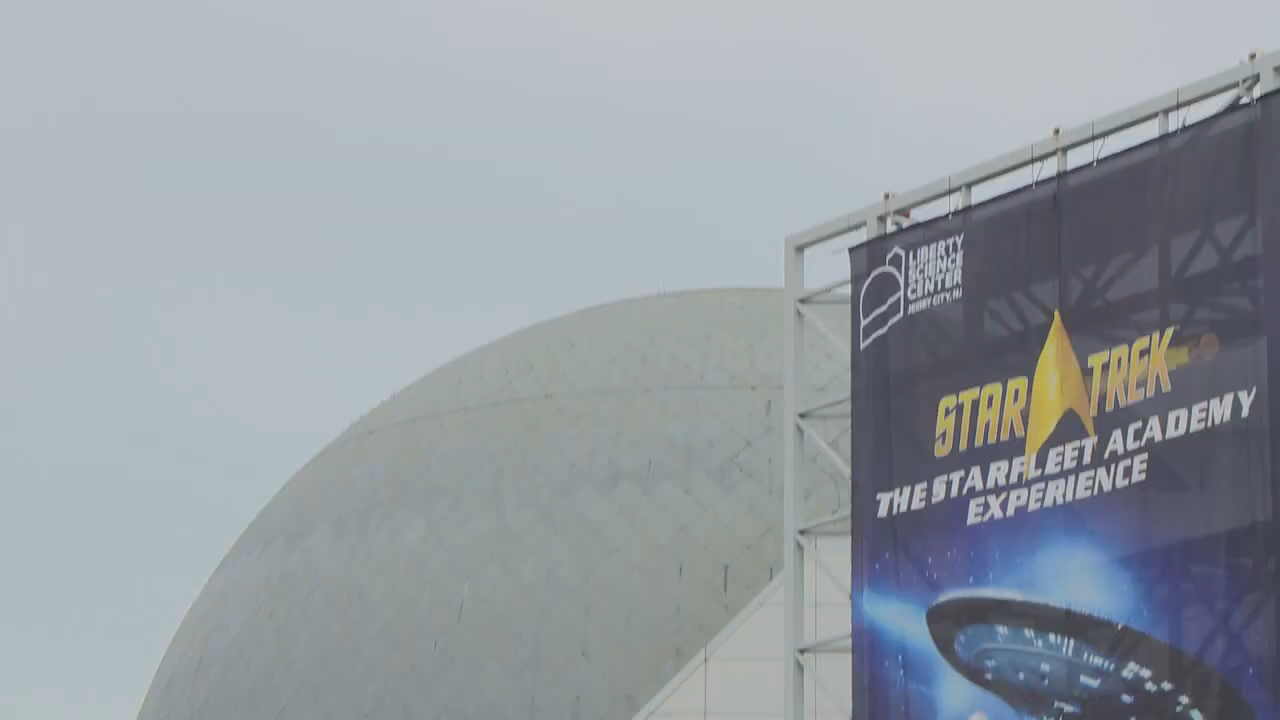 LIBERTY
SCIENCE
CENTER
JERSEY CITY, NJ
STAR TREK
THE STARFLEET ACADEMY
EXPERIENCE